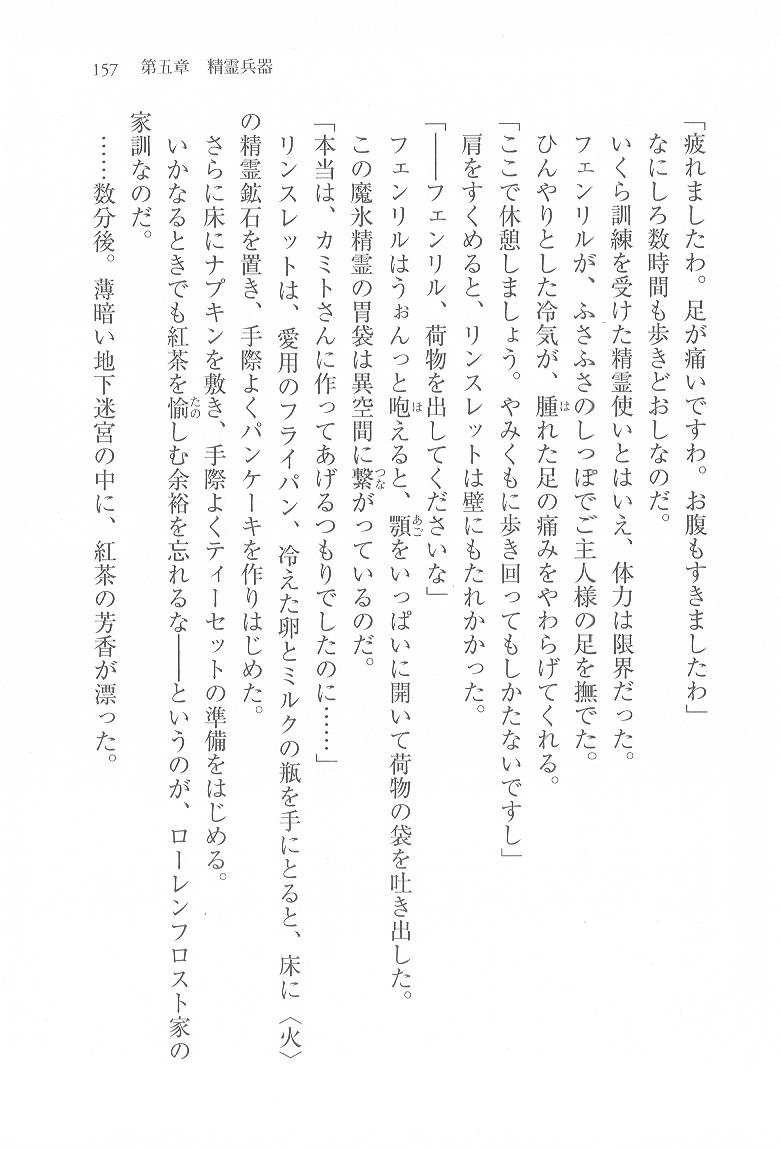 157　第五章　精霊兵器
「疲れましたわ。足が痛いですわ。お腹もすきましたわ」
なにしろ数時間も歩きどおしなのだ。
いくら訓練を受けた精霊使いとはいえ、体力は限界だった。
フェンリルが、ふさふさのしっぽでご主人様の足を撫でた。
ひんやりとした冷気が、腫れた足の痛みをやわらげてくれる。
「ここで休憩しましょう。やみくもに歩き回ってもしかたないですし」
肩をすくめると、リンスレットは壁にもたれかかった。
「――フェンリル、荷物を出してくださいな」
フェンリルはうぉんっと咆えると、顎をいっぱいに開いて荷物の袋を吐き出した。
この魔氷精霊の胃袋は異空間に繋がっているのだ。
「本当は、カミトさんに作ってあげるつもりでしたのに……」
リンスレットは、愛用のフライパン、冷えた卵とミルクの瓶を手にとると、床に〈火〉
の精霊鉱石を置き、手際よくパンケーキを作りはじめた。
さらに床にナプキンを敷き、手際よくティーセットの準備をはじめる。
いかなるときでも紅茶を愉しむ余裕を忘れるな――というのが、ローレンフロスト家の
家訓なのだ。
……数分後。薄暗い地下迷宮の中に、紅茶の芳香が漂った。